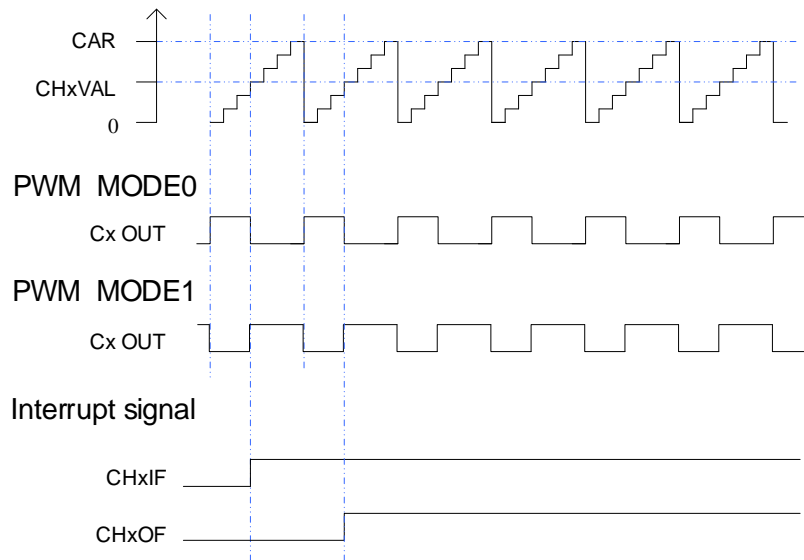 CAR
CHxVAL
0
PWM MODE0
Cx OUT
PWM MODE1
Cx OUT
Interrupt signal
CHxIF
CHxOF